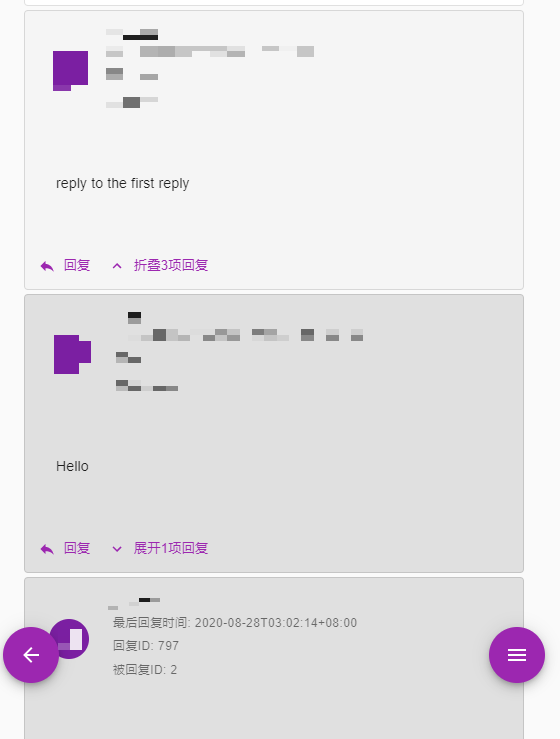 reply to the first reply
回复 折叠3项回复
Hello
回复 展开1项回复
最后回复时间: 2020-08-28T03:02:14+08:00
回复ID: 797
被回复ID: 2